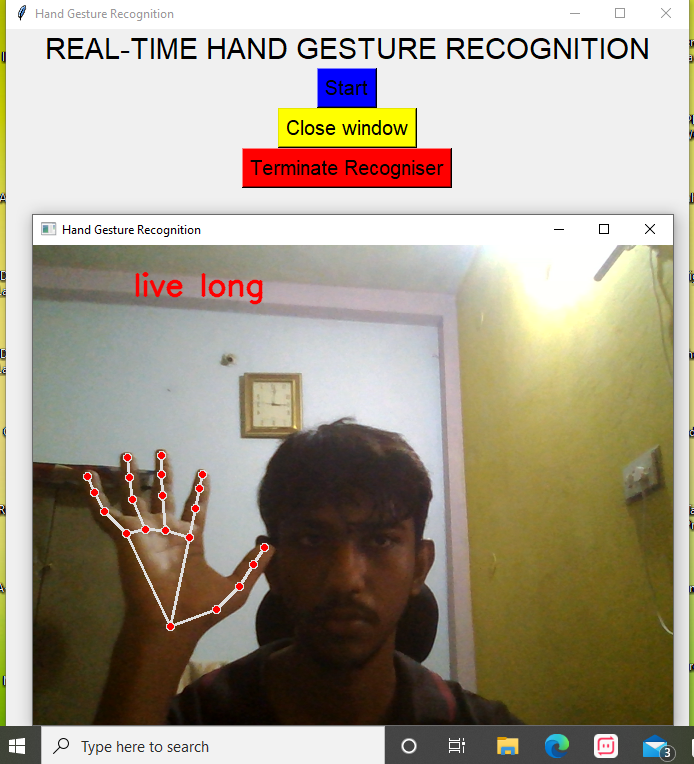 Hand Gesture Recognition
REAL-TIME HAND GESTURE RECOGNITION
Start
Close window
Terminate Recogniser
Hand Gesture Recognition
live long
Type here to search
3